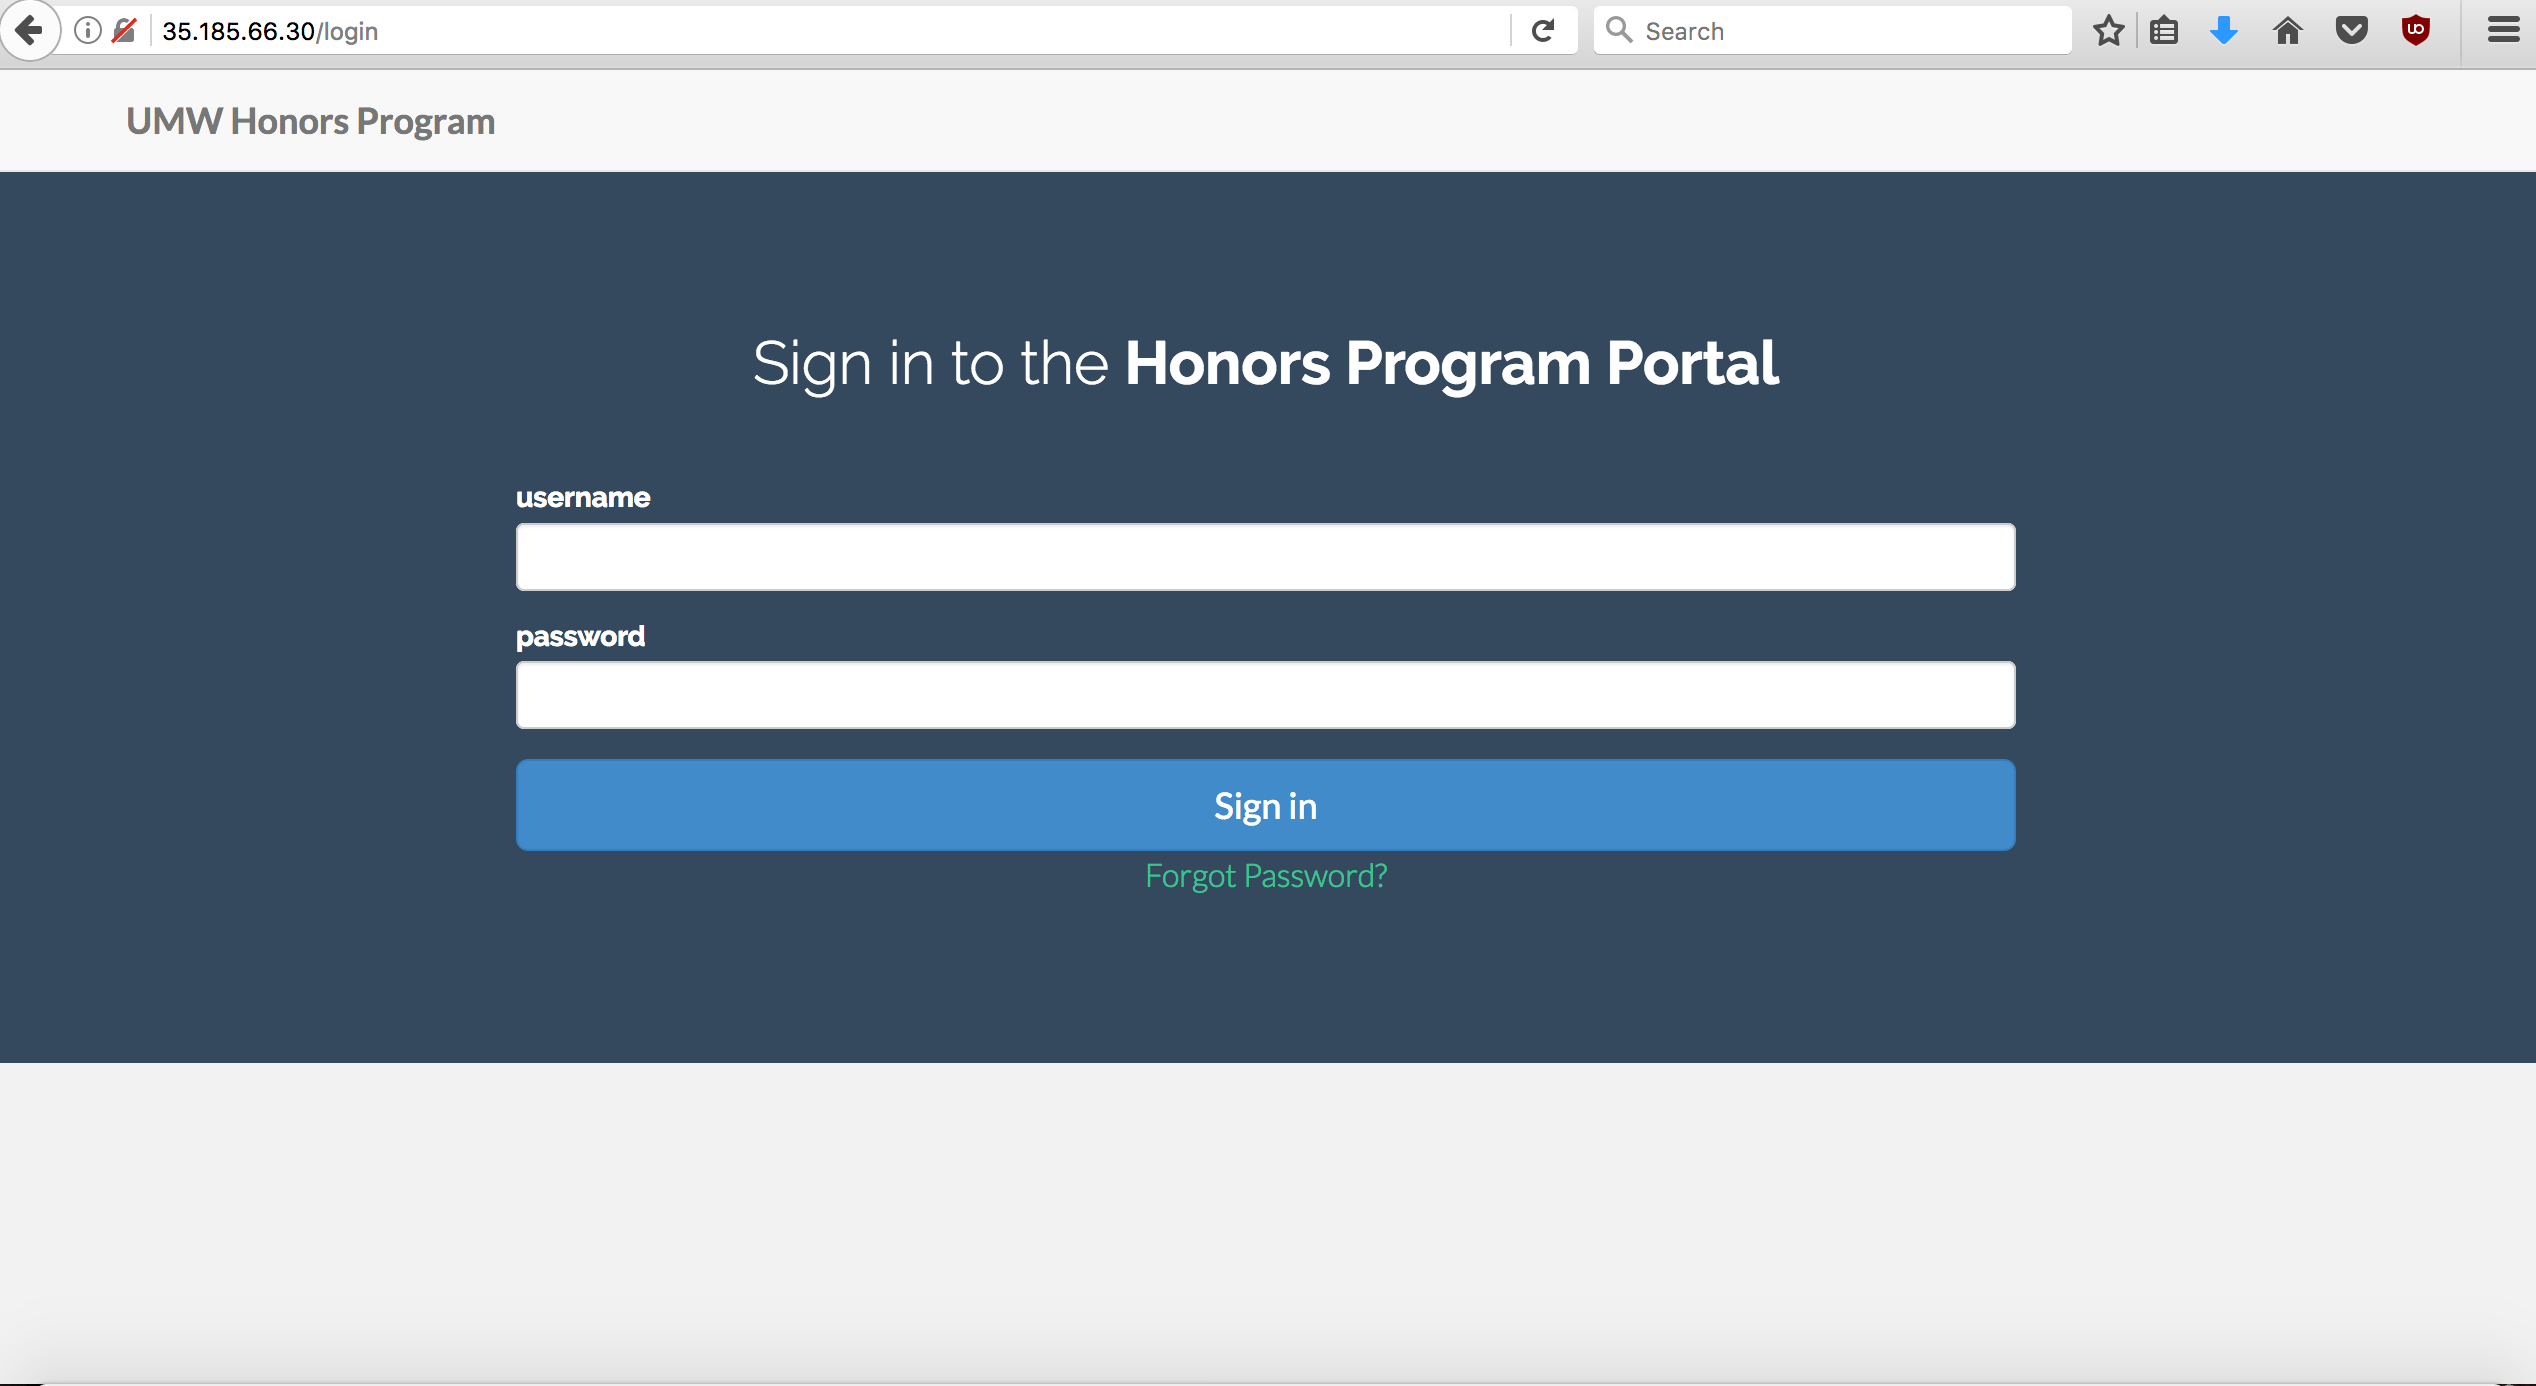 35.185.66.30/login
Search
UMW Honors Program
Sign in to the Honors Program Portal
username
password
Sign in
Forgot Password?